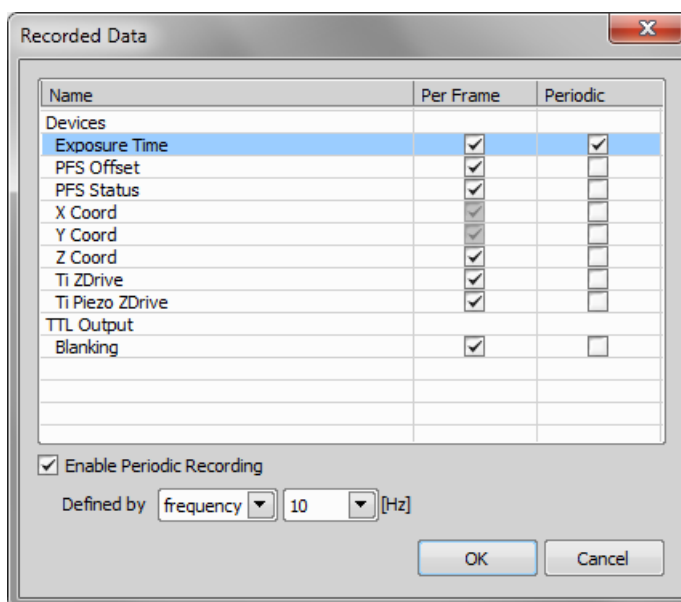 Recorded Data
Name Per Frame Periodic
Devices
Exposure Time
PFS Offset
PFS Status
X Coord
Y Coord
Z Coord
Ti ZDrive
Ti Piezo ZDrive
TTL Output
Blanking
Enable Periodic Recording
Defined by frequency 10 [Hz]
OK Cancel